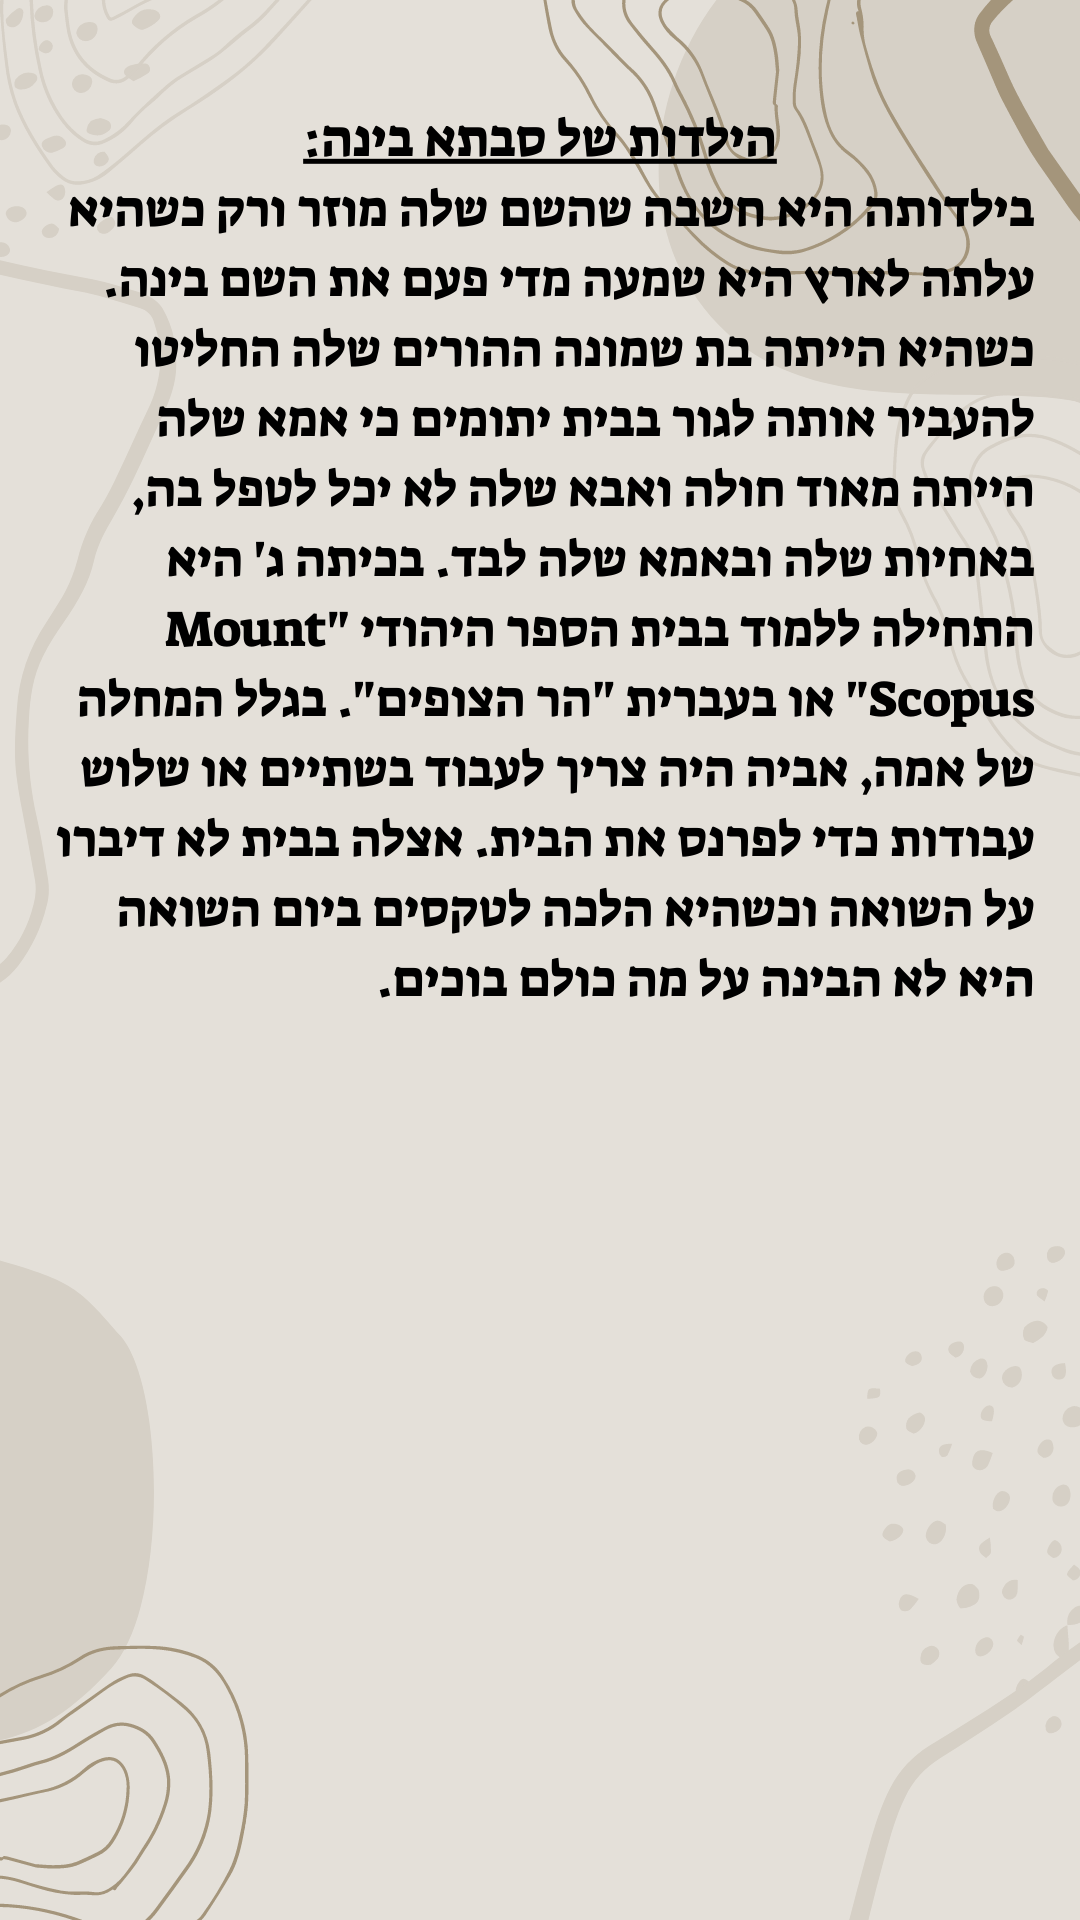 הילדות של סבתא בינה:
בילדותה היא חשבה שהשם שלה מוזר ורק כשהיא
עלתה לארץ היא שמעה מדי פעם את השם בינה.
כשהיא הייתה בת שמונה ההורים שלה החליטו
להעביר אותה לגור בבית יתומים כי אמא שלה
הייתה מאוד חולה ואבא שלה לא יכל לטפל בה,
באחיות שלה ובאמא שלה לבד. בכיתה ג' היא
התחילה ללמוד בבית הספר היהודי "Mount
Scopus" או בעברית "הר הצופים". בגלל המחלה
של אמה, אביה היה צריך לעבוד בשתיים או שלוש
עבודות כדי לפרנס את הבית. אצלה בבית לא דיברו
על השואה וכשהיא הלכה לטקסים ביום השואה
היא לא הבינה על מה כולם בוכים.